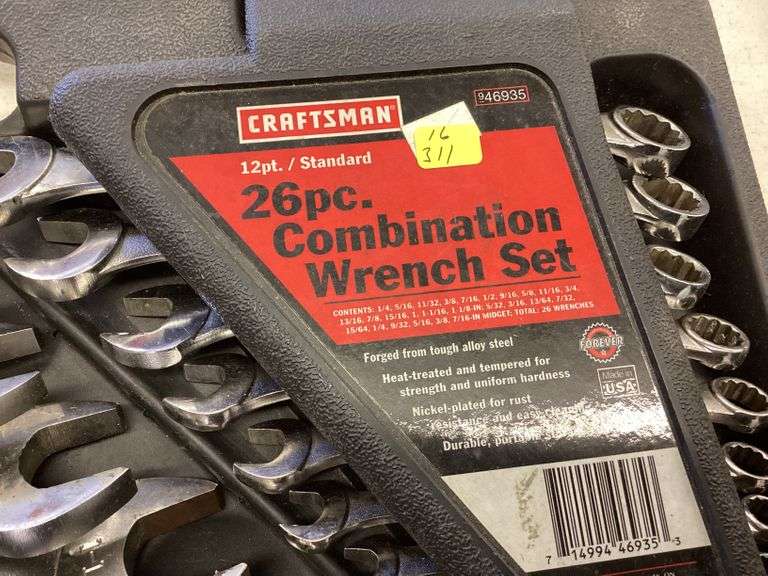 CRAFTSMAN
946935
16
311
12pt. / Standard
26pc.
Combination
Wrench Set
CONTENTS: 1/4, 5/16, 11/32, 3/8, 7/16, 1/2, 9/16, 5/8, 11/16, 3/4,
13/16, 7/8, 15/16, 1, 1-1/16, 1-1/8-IN; 5/32, 3/16, 13/64, 7/32,
15/64, 1/4, 9/32, 5/16, 3/8, 7/16-IN MIDGET; TOTAL: 26 WRENCHES
Forged from tough alloy steel
Heat-treated and tempered for
strength and uniform hardness
Nickel-plated for rust
resistance and easy cleaning
Durable,
FOREVER
Made in
USA
7 14994 46935 3